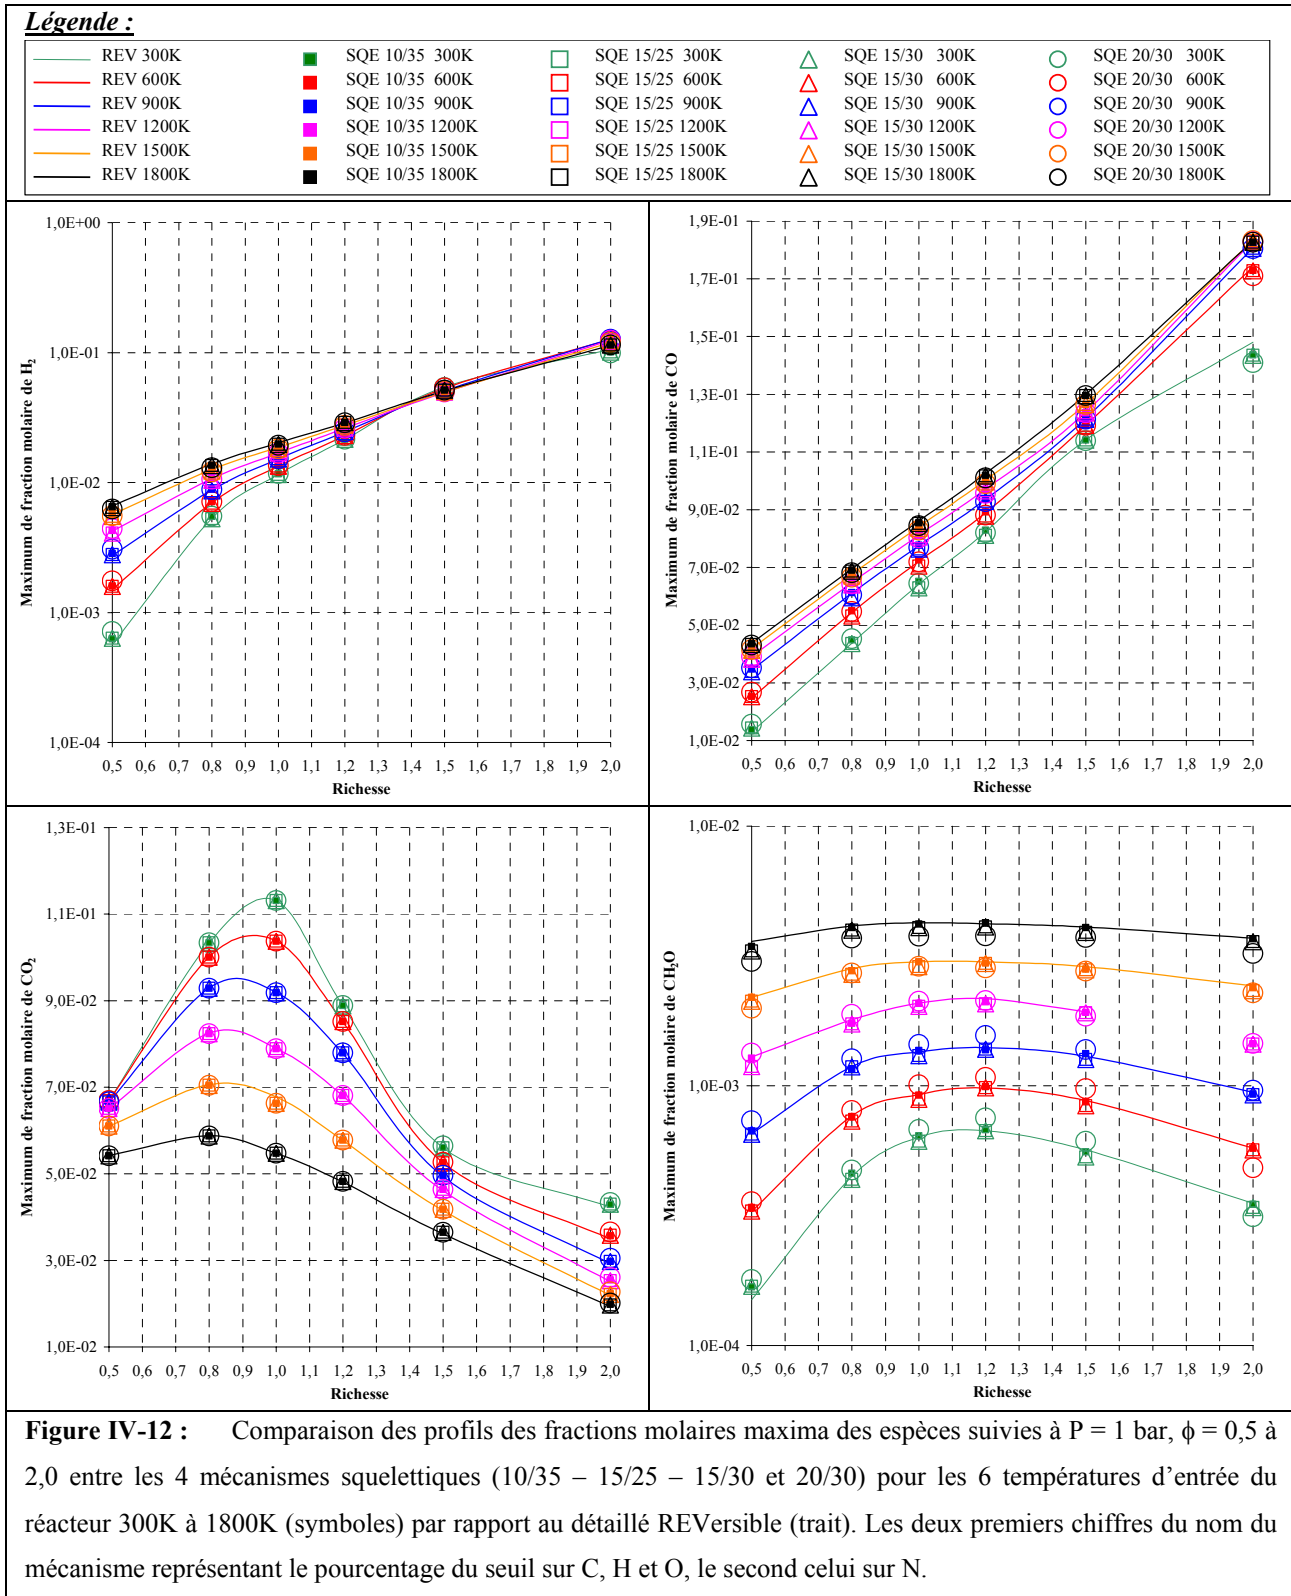 Légende :
REV 300K SQE 10/35 300K SQE 15/25 300K SQE 15/30 300K SQE 20/30 300K
REV 600K SQE 10/35 600K SQE 15/25 600K SQE 15/30 600K SQE 20/30 600K
REV 900K SQE 10/35 900K SQE 15/25 900K SQE 15/30 900K SQE 20/30 900K
REV 1200K SQE 10/35 1200K SQE 15/25 1200K SQE 15/30 1200K SQE 20/30 1200K
REV 1500K SQE 10/35 1500K SQE 15/25 1500K SQE 15/30 1500K SQE 20/30 1500K
REV 1800K SQE 10/35 1800K SQE 15/25 1800K SQE 15/30 1800K SQE 20/30 1800K
Maximum de fraction molaire de H₂
1,0E+00
1,0E-01
1,0E-02
1,0E-03
1,0E-04
0,5 0,6 0,7 0,8 0,9 1,0 1,1 1,2 1,3 1,4 1,5 1,6 1,7 1,8 1,9 2,0
Richesse
Maximum de fraction molaire de CO
1,9E-01
1,7E-01
1,5E-01
1,3E-01
1,1E-01
9,0E-02
7,0E-02
5,0E-02
3,0E-02
1,0E-02
0,5 0,6 0,7 0,8 0,9 1,0 1,1 1,2 1,3 1,4 1,5 1,6 1,7 1,8 1,9 2,0
Richesse
Maximum de fraction molaire de CO₂
1,3E-01
1,1E-01
9,0E-02
7,0E-02
5,0E-02
3,0E-02
1,0E-02
0,5 0,6 0,7 0,8 0,9 1,0 1,1 1,2 1,3 1,4 1,5 1,6 1,7 1,8 1,9 2,0
Richesse
Maximum de fraction molaire de CH₂O
1,0E-02
1,0E-03
1,0E-04
0,5 0,6 0,7 0,8 0,9 1,0 1,1 1,2 1,3 1,4 1,5 1,6 1,7 1,8 1,9 2,0
Richesse
Figure IV-12 : Comparaison des profils des fractions molaires maxima des espèces suivies à P = 1 bar, ϕ = 0,5 à
2,0 entre les 4 mécanismes squelettiques (10/35 – 15/25 – 15/30 et 20/30) pour les 6 températures d’entrée du
réacteur 300K à 1800K (symboles) par rapport au détaillé REVersible (trait). Les deux premiers chiffres du nom du
mécanisme représentant le pourcentage du seuil sur C, H et O, le second celui sur N.